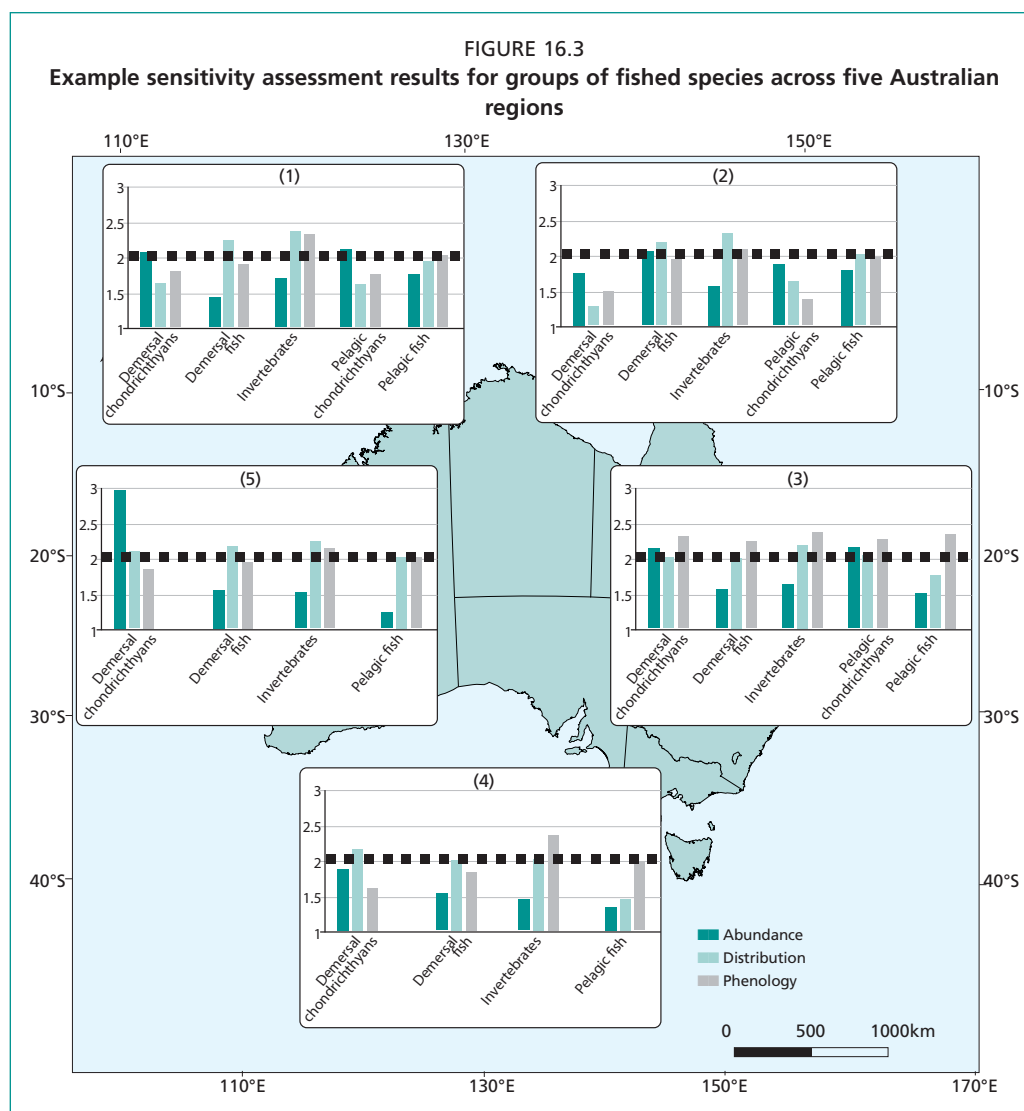 FIGURE 16.3
Example sensitivity assessment results for groups of fished species across five Australian
regions
110°E 130°E 150°E
(1)
3
2.5
2
1.5
1
Demersal
chondrichthyans
Demersal
fish
Invertebrates
Pelagic
chondrichthyans
Pelagic fish
(2)
3
2.5
2
1.5
1
Demersal
chondrichthyans
Demersal
fish
Invertebrates
Pelagic
chondrichthyans
Pelagic fish
10°S 10°S
(5)
3
2.5
2
1.5
1
Demersal
chondrichthyans
Demersal
fish
Invertebrates
Pelagic fish
(3)
3
2.5
2
1.5
1
Demersal
chondrichthyans
Demersal
fish
Invertebrates
Pelagic
chondrichthyans
Pelagic fish
20°S 20°S
30°S 30°S
(4)
3
2.5
2
1.5
1
Demersal
chondrichthyans
Demersal
fish
Invertebrates
Pelagic fish
40°S 40°S
Abundance
Distribution
Phenology
0 500 1000km
110°E 130°E 150°E 170°E